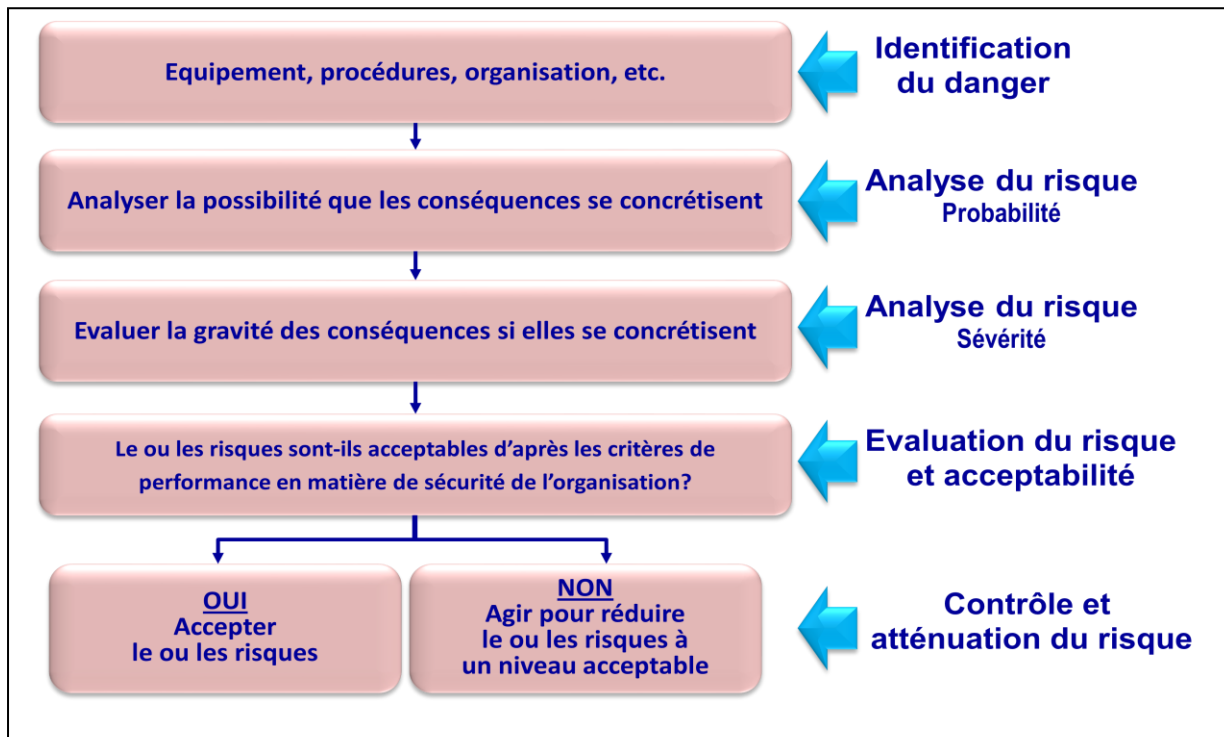 Equipement, procédures, organisation, etc.
Identification
du danger
Analyser la possibilité que les conséquences se concrétisent
Analyse du risque
Probabilité
Evaluer la gravité des conséquences si elles se concrétisent
Analyse du risque
Sévérité
Le ou les risques sont-ils acceptables d’après les critères de
performance en matière de sécurité de l’organisation?
Evaluation du risque
et acceptabilité
OUI
Accepter
le ou les risques
NON
Agir pour réduire
le ou les risques à
un niveau acceptable
Contrôle et
atténuation du risque